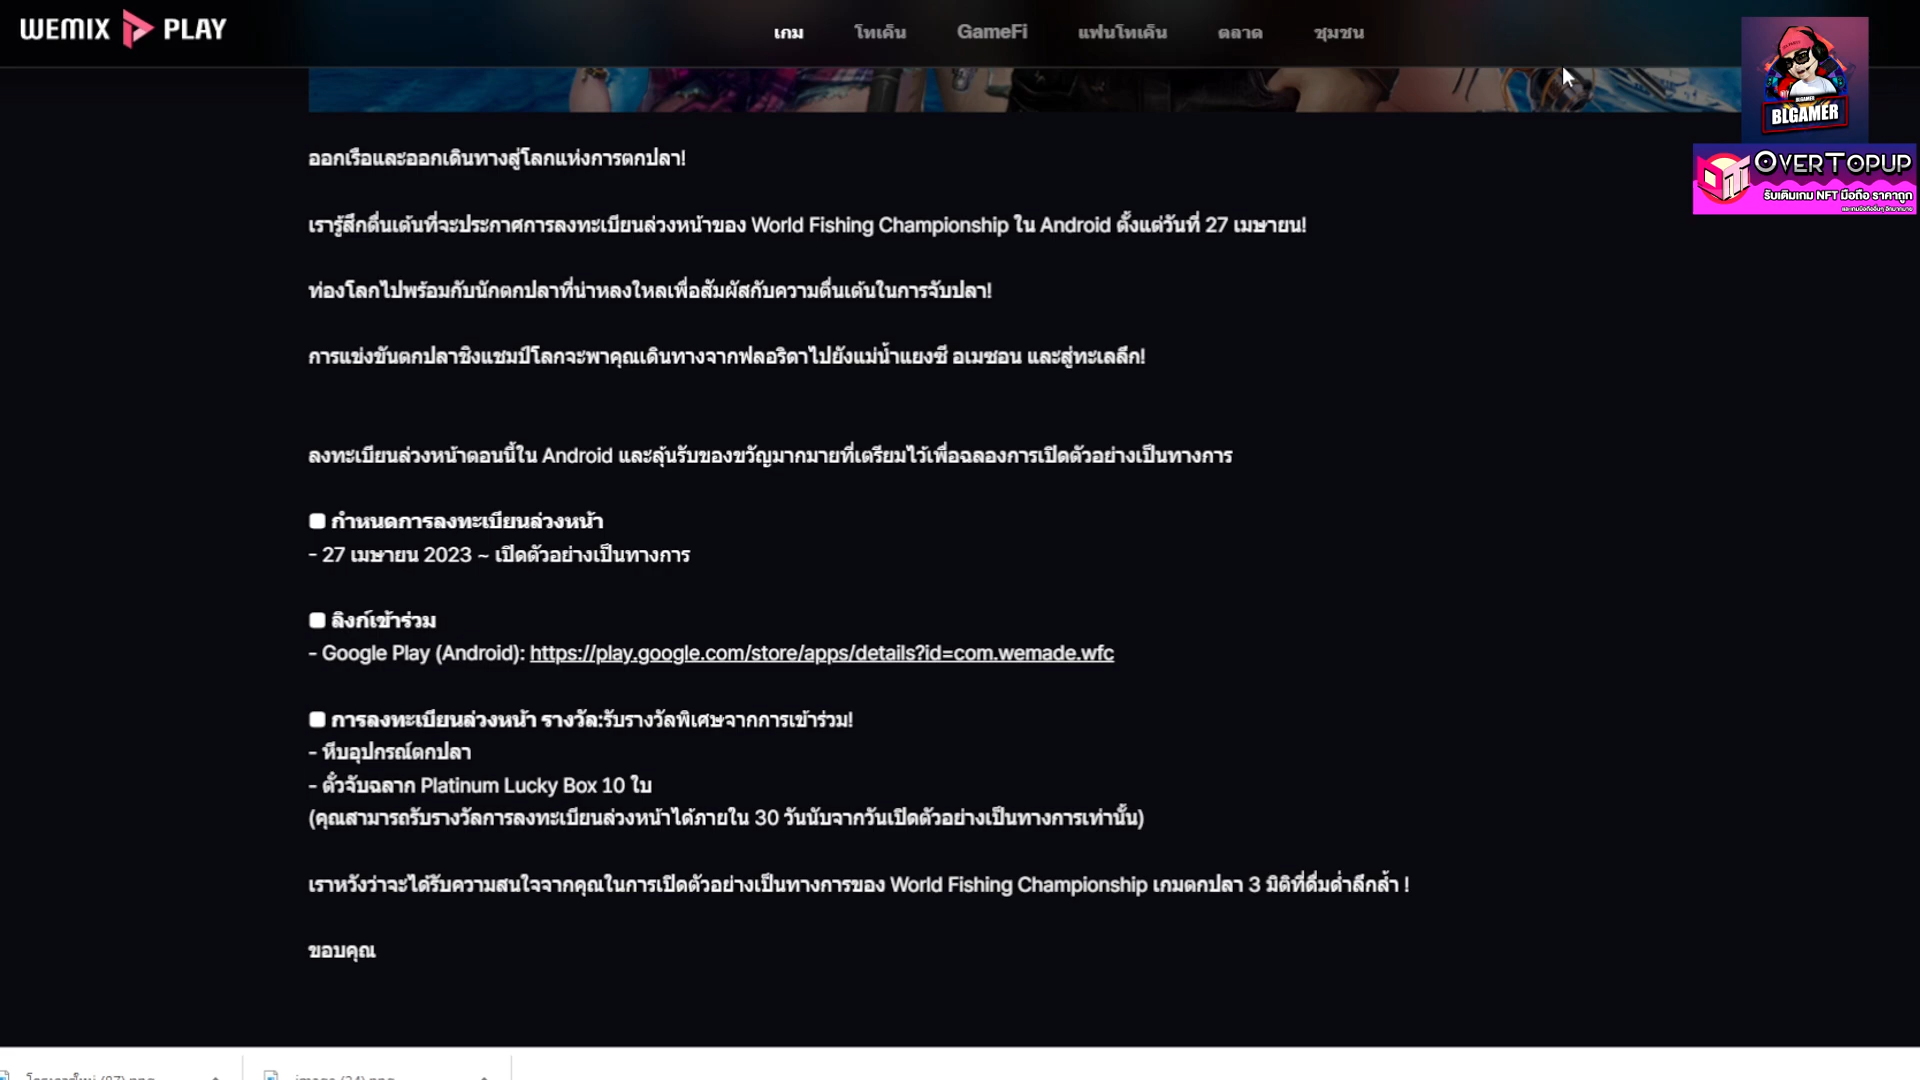 WEMIX PLAY
เกม โทเค็น GameFi แฟนโทเค็น ตลาด ชุมชน
BLGAMER
OVERTOPUP
รับเติมเกม NFT มือถือ ราคาถูก
ออกเรือและออกเดินทางสู่โลกแห่งการตกปลา!
เรารู้สึกตื่นเต้นที่จะประกาศการลงทะเบียนล่วงหน้าของ World Fishing Championship ใน Android ตั้งแต่วันที่ 27 เมษายน!
ท่องโลกไปพร้อมกับนักตกปลาที่น่าหลงใหลเพื่อสัมผัสกับความตื่นเต้นในการจับปลา!
การแข่งขันตกปลาชิงแชมป์โลกจะพาคุณเดินทางจากฟลอริดาไปยังแม่น้ำแยงซี อเมซอน และสู่ทะเลลึก!
ลงทะเบียนล่วงหน้าตอนนี้ใน Android และลุ้นรับของขวัญมากมายที่เตรียมไว้เพื่อฉลองการเปิดตัวอย่างเป็นทางการ
กำหนดการลงทะเบียนล่วงหน้า
- 27 เมษายน 2023 ~ เปิดตัวอย่างเป็นทางการ
ลิงก์เข้าร่วม
- Google Play (Android): https://play.google.com/store/apps/details?id=com.wemade.wfc
การลงทะเบียนล่วงหน้า รางวัล:รับรางวัลพิเศษจากการเข้าร่วม!
- หีบอุปกรณ์ตกปลา
- ตั๋วจับฉลาก Platinum Lucky Box 10 ใบ
(คุณสามารถรับรางวัลการลงทะเบียนล่วงหน้าได้ภายใน 30 วันนับจากวันเปิดตัวอย่างเป็นทางการเท่านั้น)
เราหวังว่าจะได้รับความสนใจจากคุณในการเปิดตัวอย่างเป็นทางการของ World Fishing Championship เกมตกปลา 3 มิติที่ดื่มด่ำลึกล้ำ !
ขอบคุณ